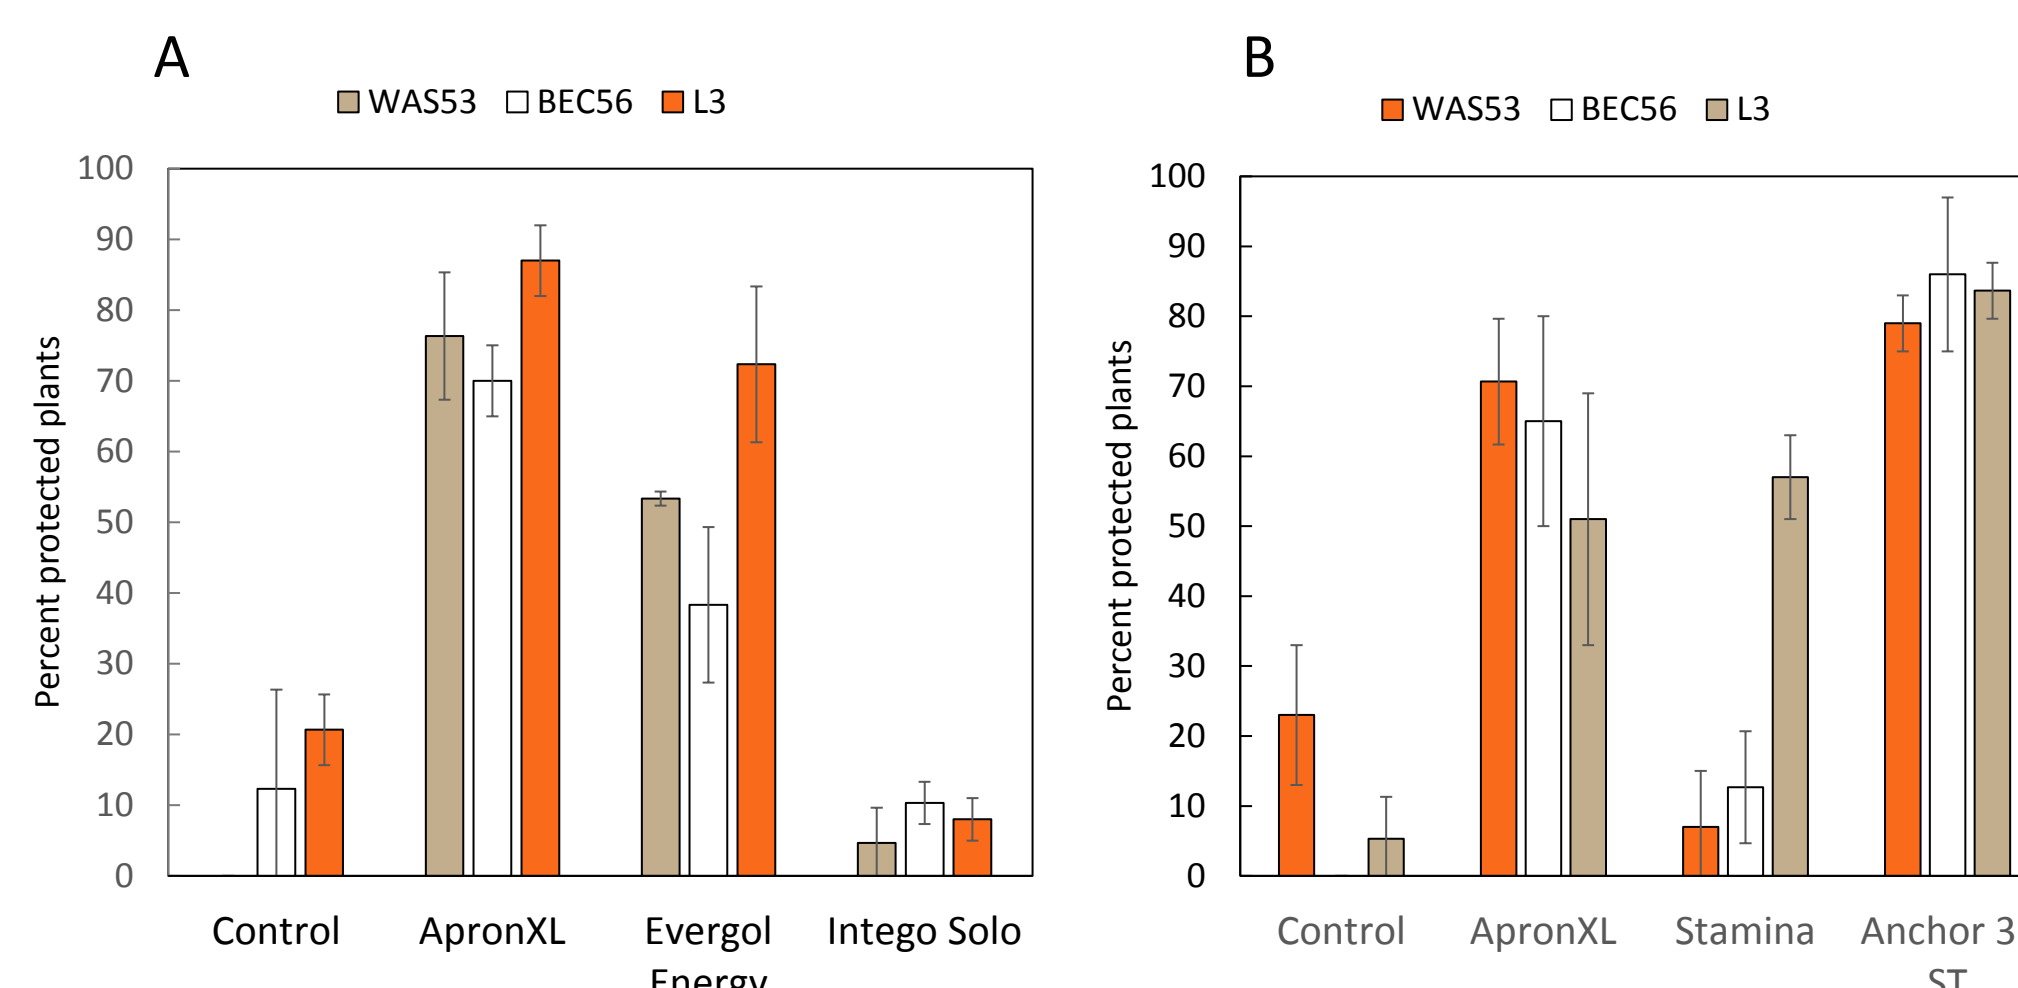 A
WAS53 BEC56 L3
100
90
80
70
60
50
40
30
20
10
0
Percent protected plants
Control ApronXL Evergol Intego Solo
Energy
B
WAS53 BEC56 L3
100
90
80
70
60
50
40
30
20
10
0
Percent protected plants
Control ApronXL Stamina Anchor 3
ST